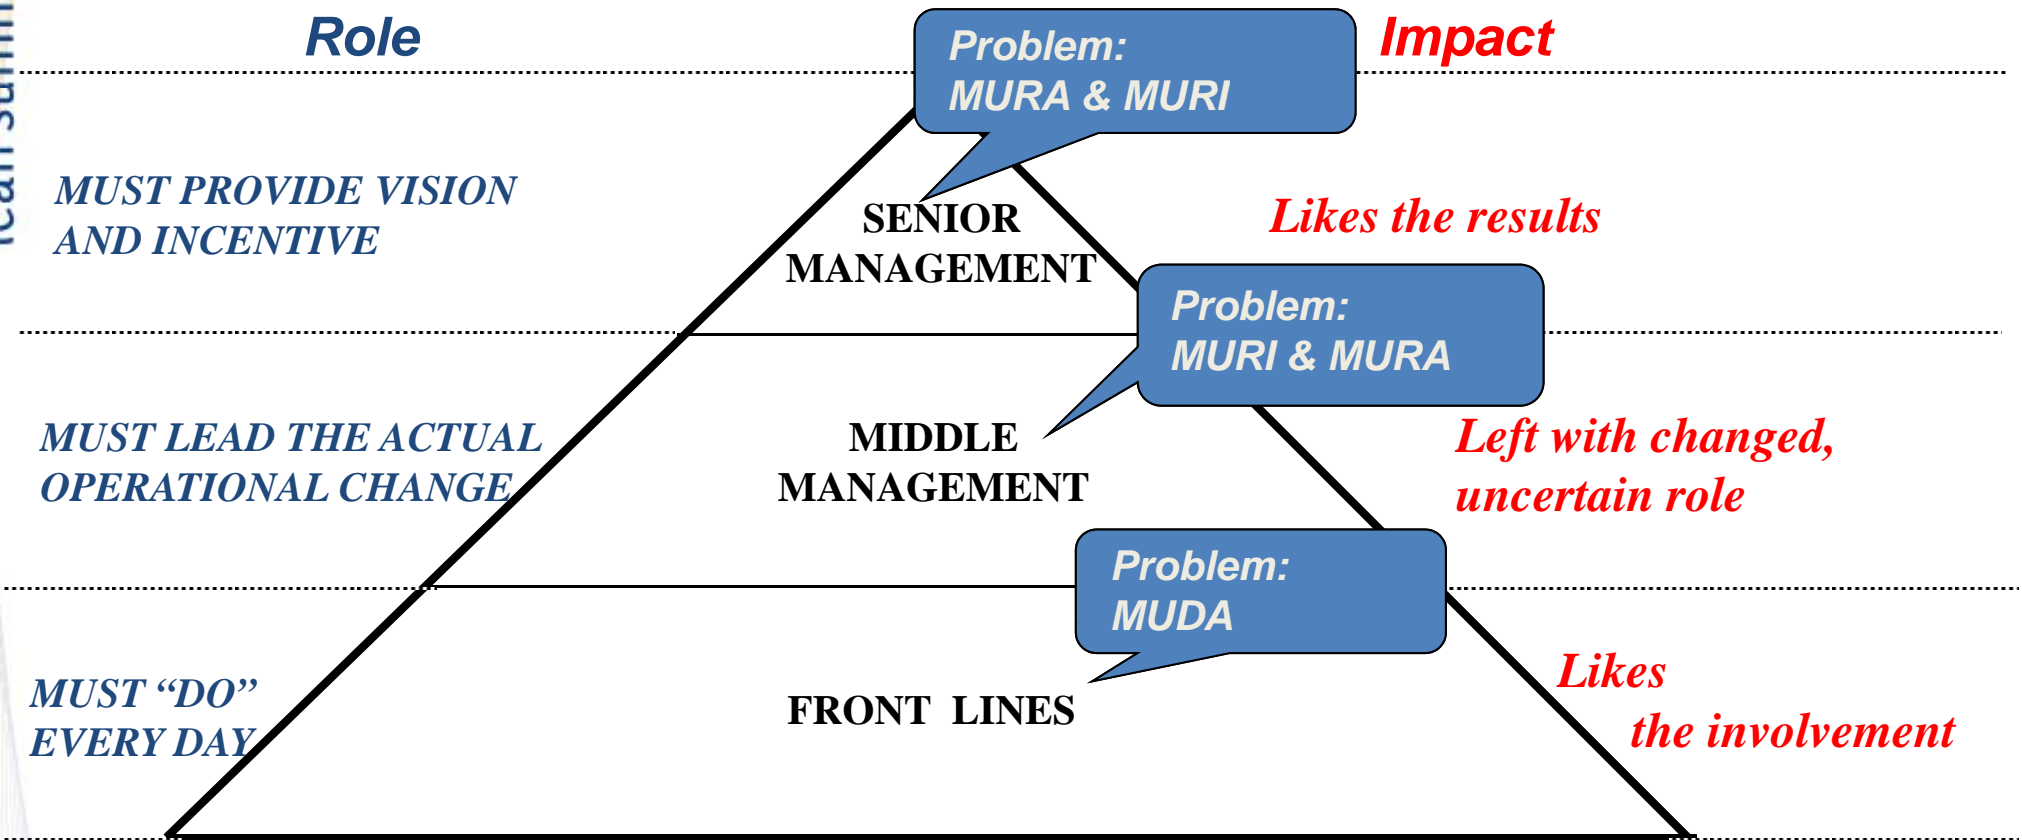 Role
Problem:
MURA & MURI
Impact
MUST PROVIDE VISION
AND INCENTIVE
SENIOR
MANAGEMENT
Likes the results
Problem:
MURI & MURA
MUST LEAD THE ACTUAL
OPERATIONAL CHANGE
MIDDLE
MANAGEMENT
Left with changed,
uncertain role
Problem:
MUDA
MUST “DO”
EVERY DAY
FRONT LINES
Likes
the involvement